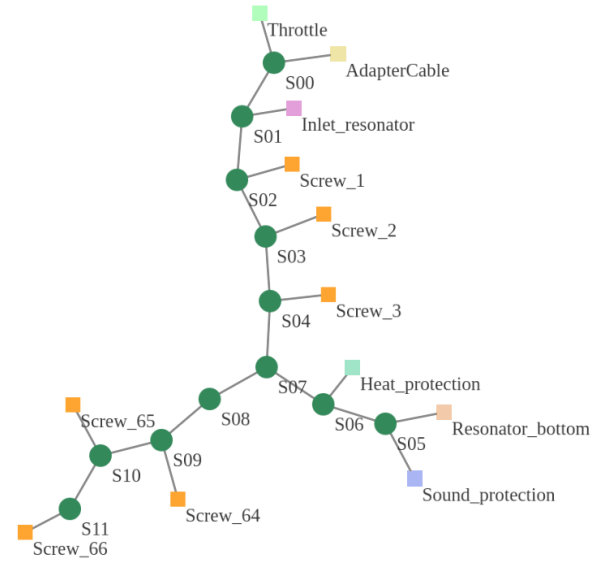 Throttle
AdapterCable
S00
Inlet_resonator
S01
Screw_1
S02
Screw_2
S03
Screw_3
S04
S07
Heat_protection
S06
S08
Screw_65
Resonator_bottom
S05
S09
S10
Sound_protection
Screw_64
S11
Screw_66